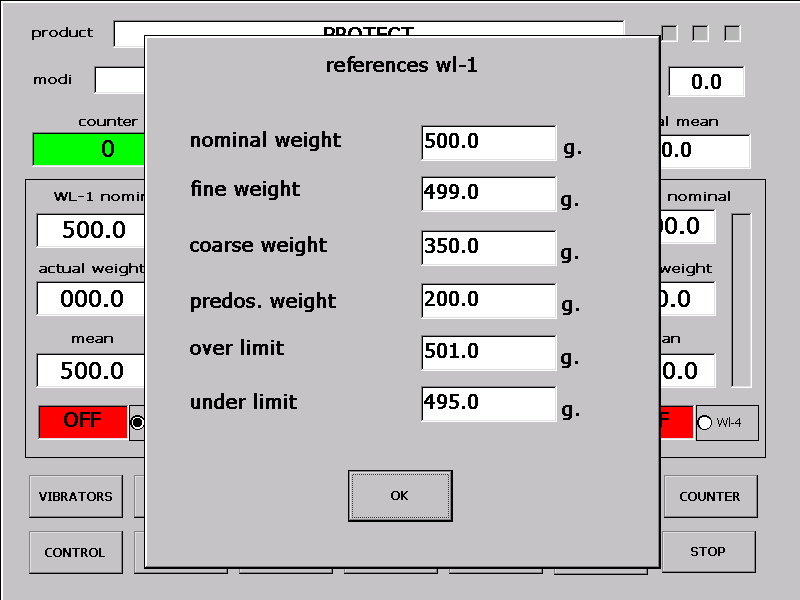 product PROTECT
references wl-1
modi 0.0
counter al mean
0 0.0
nominal weight 500.0 g.
fine weight 499.0 g.
WL-1 nomin nominal
500.0 00.0
coarse weight 350.0 g.
actual weight weight
000.0 0.0
predos. weight 200.0 g.
mean an
over limit 501.0 g.
500.0 0.0
under limit 495.0 g.
OFF F Wl-4
VIBRATORS OK COUNTER
CONTROL STOP